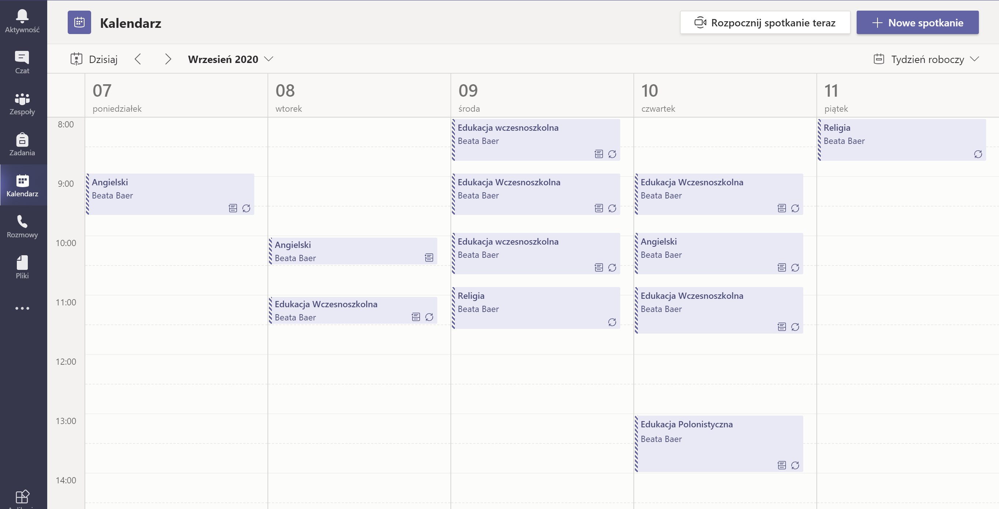 Aktywność
Czat
Zespoły
Zadania
Kalendarz
Rozmowy
Pliki
Kalendarz
Rozpocznij spotkanie teraz
Nowe spotkanie
Dzisiaj
Wrzesień 2020
Tydzień roboczy
07
poniedziałek
08
wtorek
09
środa
10
czwartek
11
piątek
8:00
9:00
10:00
11:00
12:00
13:00
14:00
Angielski
Beata Baer
Angielski
Beata Baer
Edukacja Wczesnoszkolna
Beata Baer
Edukacja wczesnoszkolna
Beata Baer
Edukacja Wczesnoszkolna
Beata Baer
Edukacja wczesnoszkolna
Beata Baer
Religia
Beata Baer
Edukacja Wczesnoszkolna
Beata Baer
Angielski
Beata Baer
Edukacja Wczesnoszkolna
Beata Baer
Edukacja Polonistyczna
Beata Baer
Religia
Beata Baer